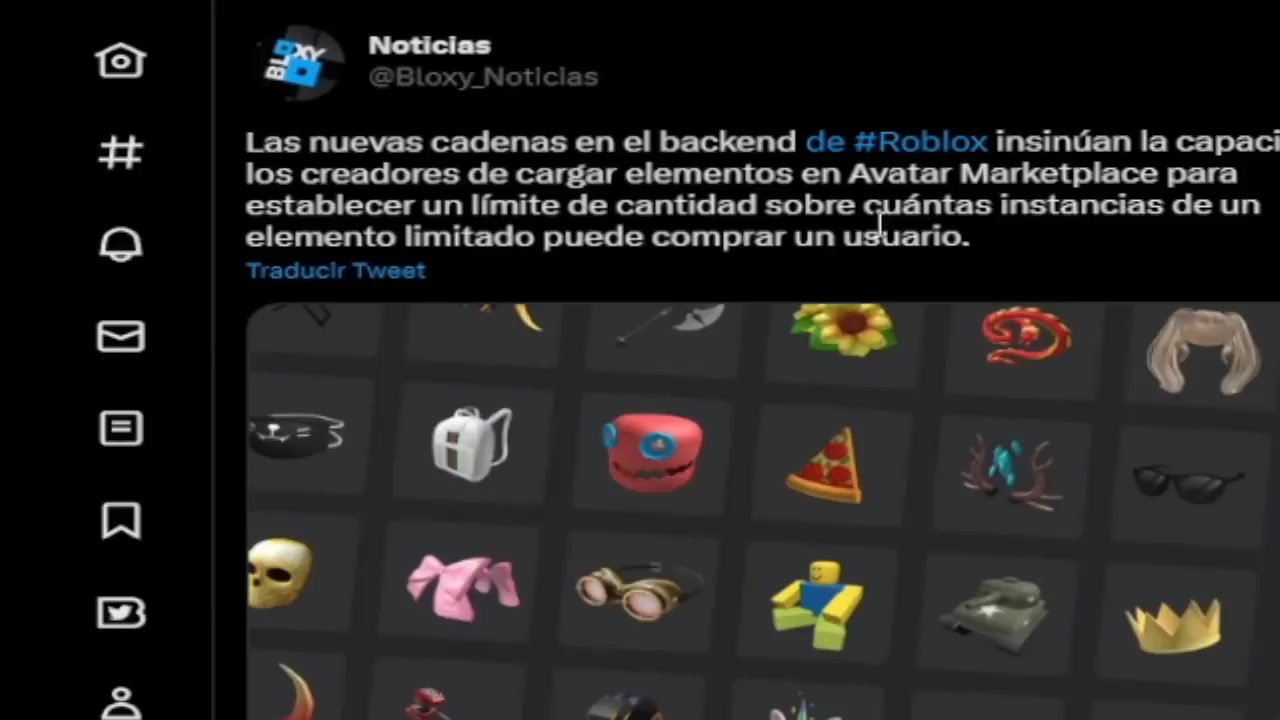 BLOXY
Noticias
@Bloxy_Noticias
Las nuevas cadenas en el backend de #Roblox insinúan la
los creadores de cargar elementos en Avatar Marketplace para
establecer un límite de cantidad sobre cuántas instancias de un
elemento limitado puede comprar un usuario.
Traducir Tweet